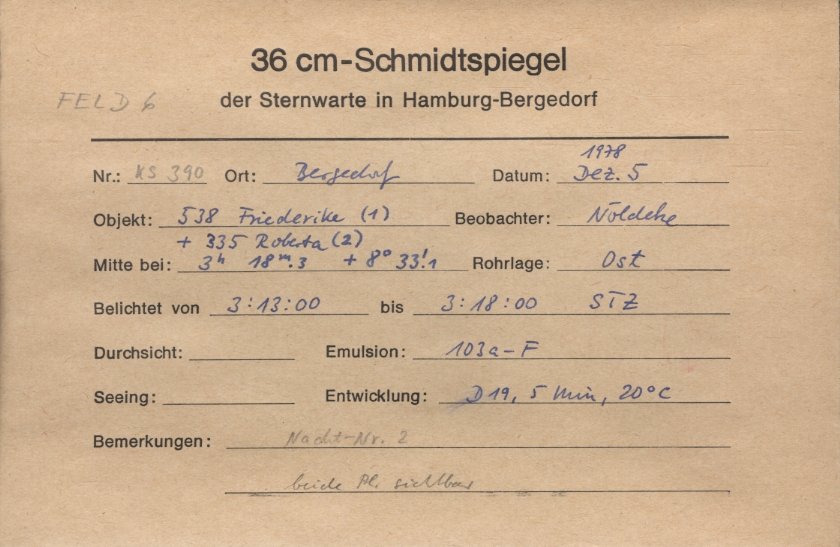 36 cm-Schmidtspiegel
FELD 6
der Sternwarte in Hamburg-Bergedorf
Nr.: KS 390 Ort: Bergedorf Datum: 1978 Dez. 5
Objekt: 538 Friederike (1) Beobachter: Nöldeke
+ 335 Roberta (2)
Mitte bei: 3h 18m.3 + 8° 33!1 Rohrlage: Ost
Belichtet von 3:13:00 bis 3:18:00 STZ
Durchsicht: Emulsion: 103a-F
Seeing: Entwicklung: D19, 5 Min, 20°C
Bemerkungen: Nacht-Nr. 2
beide Pl. sichtbar